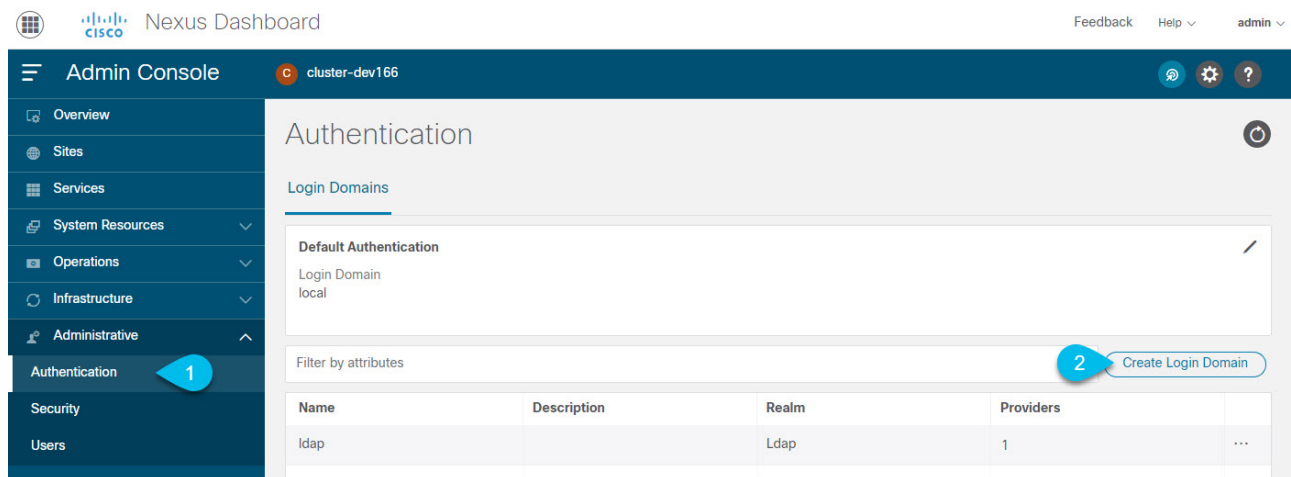 CISCO Nexus Dashboard Feedback Help admin
Admin Console C cluster-dev166 ?
Overview
Sites
Services
System Resources
Operations
Infrastructure
Administrative
Authentication 1
Security
Users
Authentication
Login Domains
Default Authentication
Login Domain
local
Filter by attributes 2 Create Login Domain
Name Description Realm Providers
ldap Ldap 1 ...